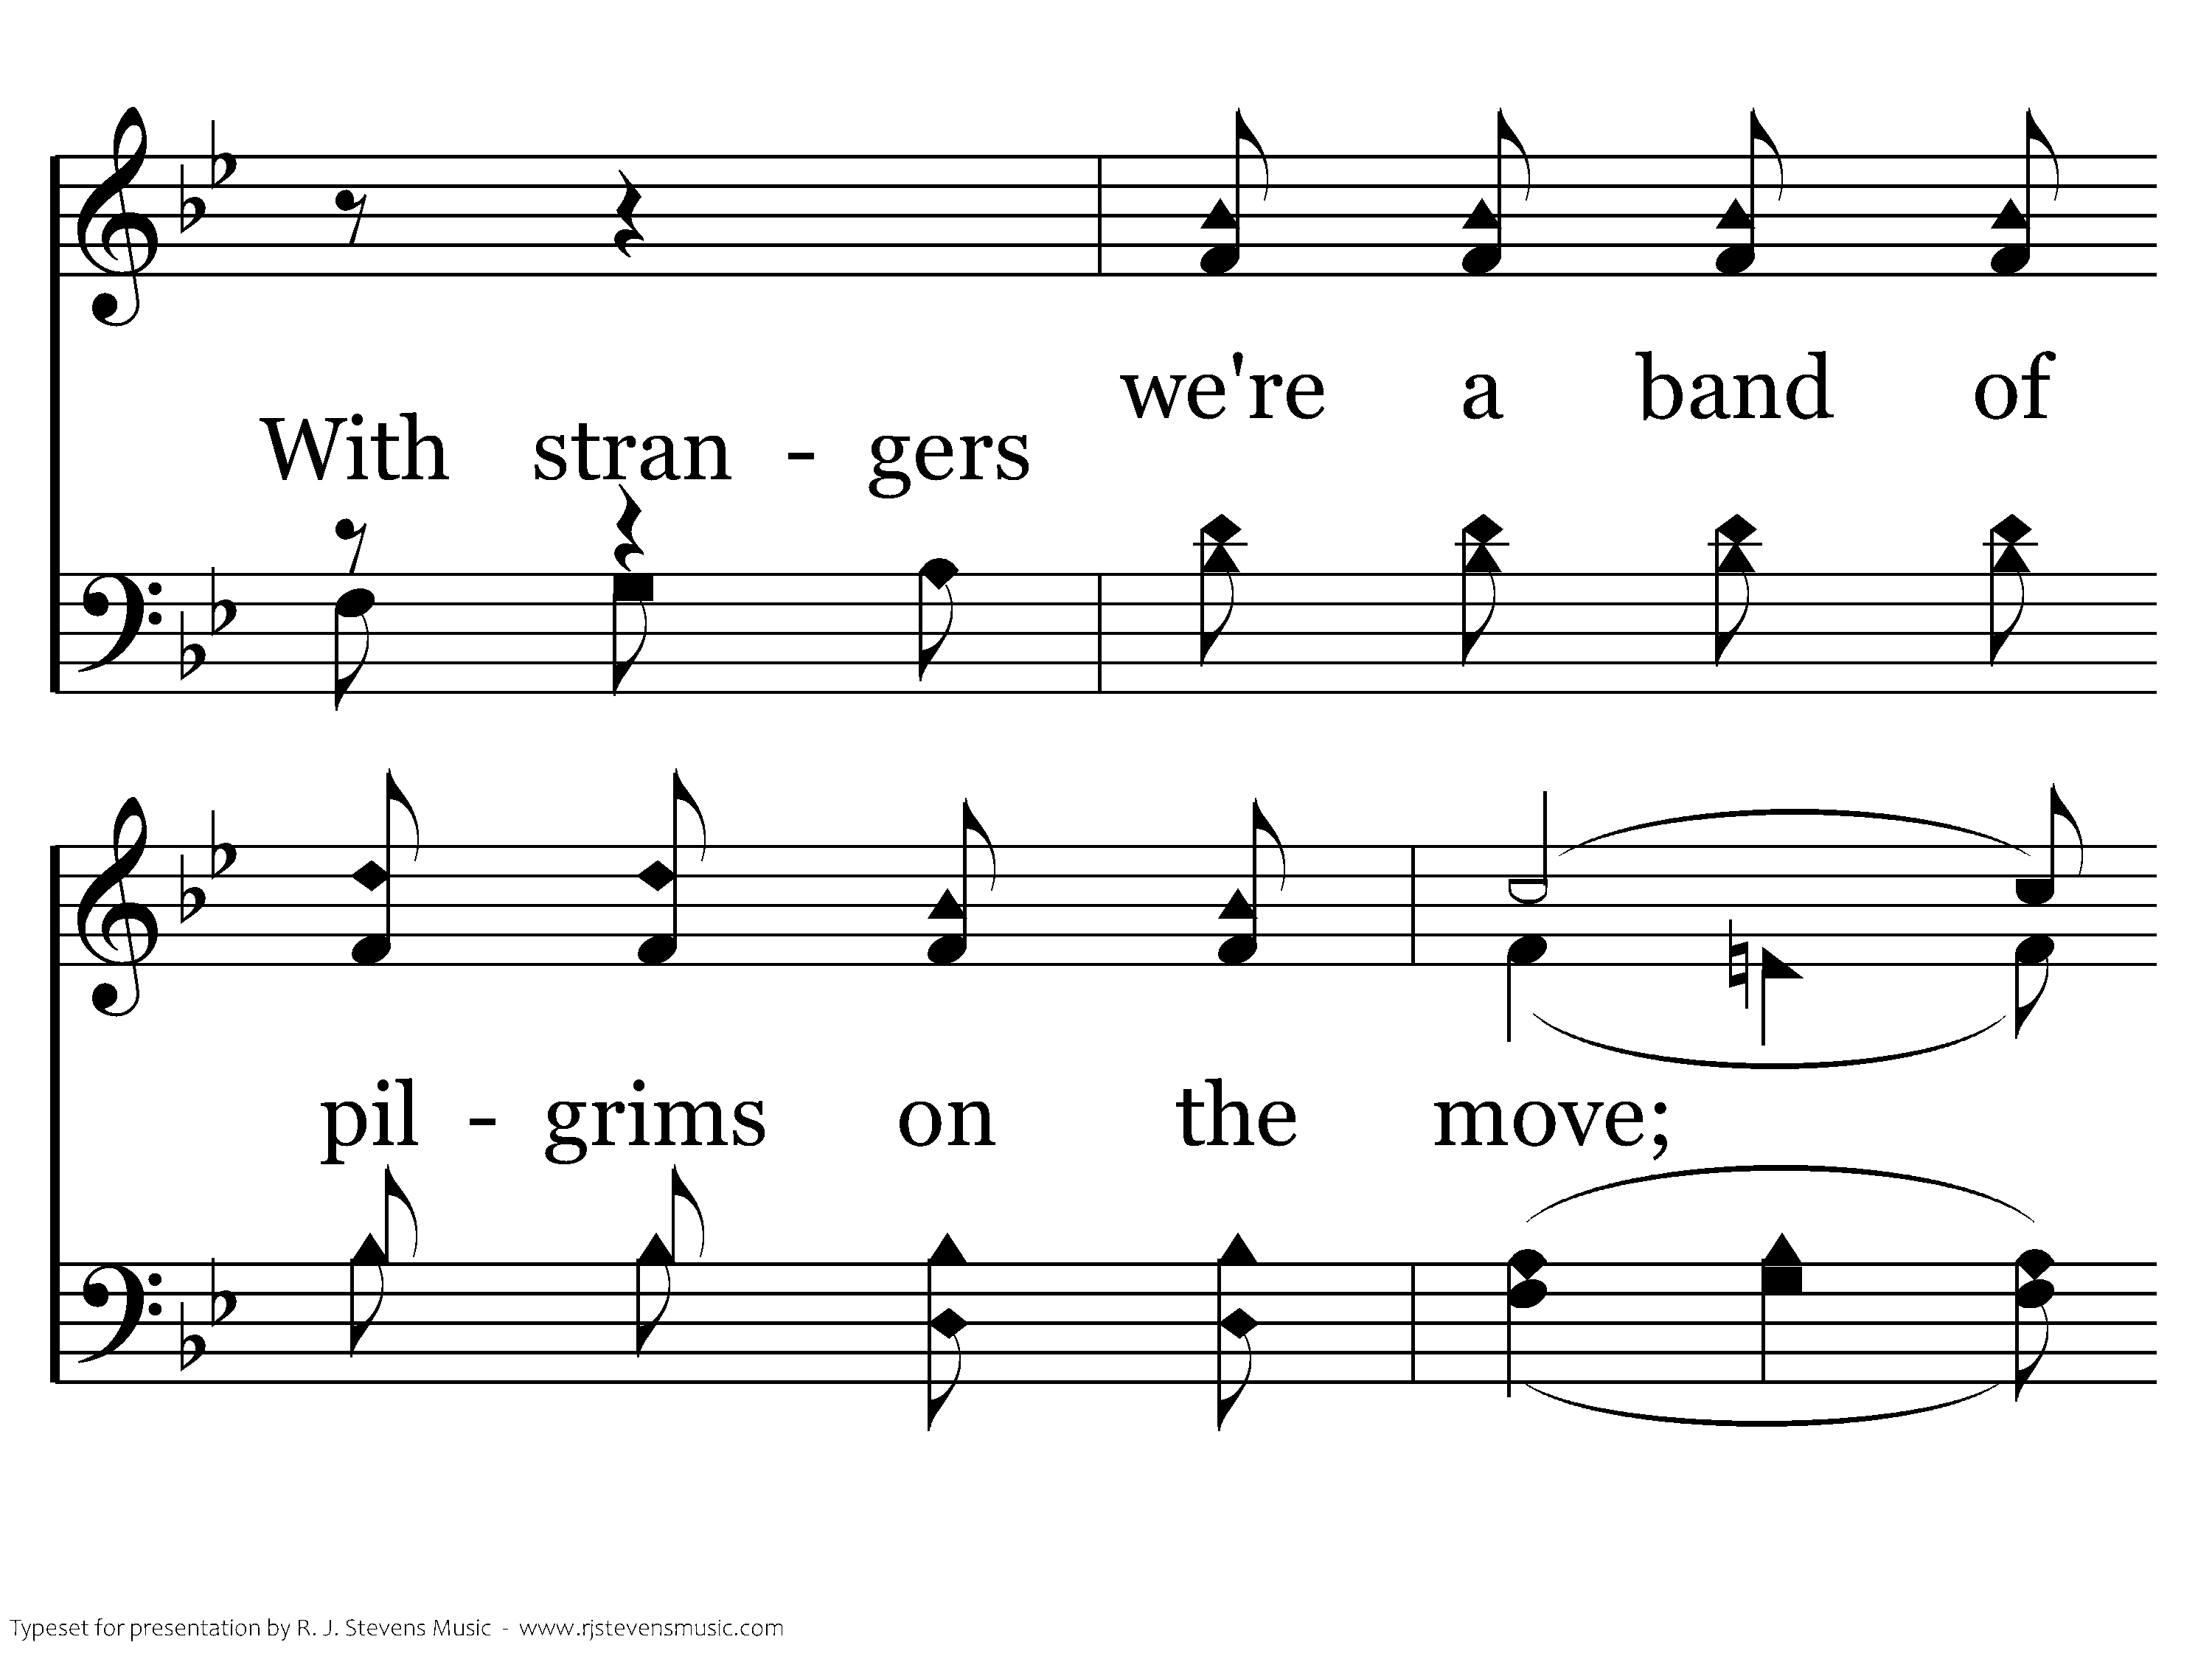 we're a band of
With stran - gers
pil - grims on the move;
Typeset for presentation by R. J. Stevens Music - www.rjstevensmusic.com